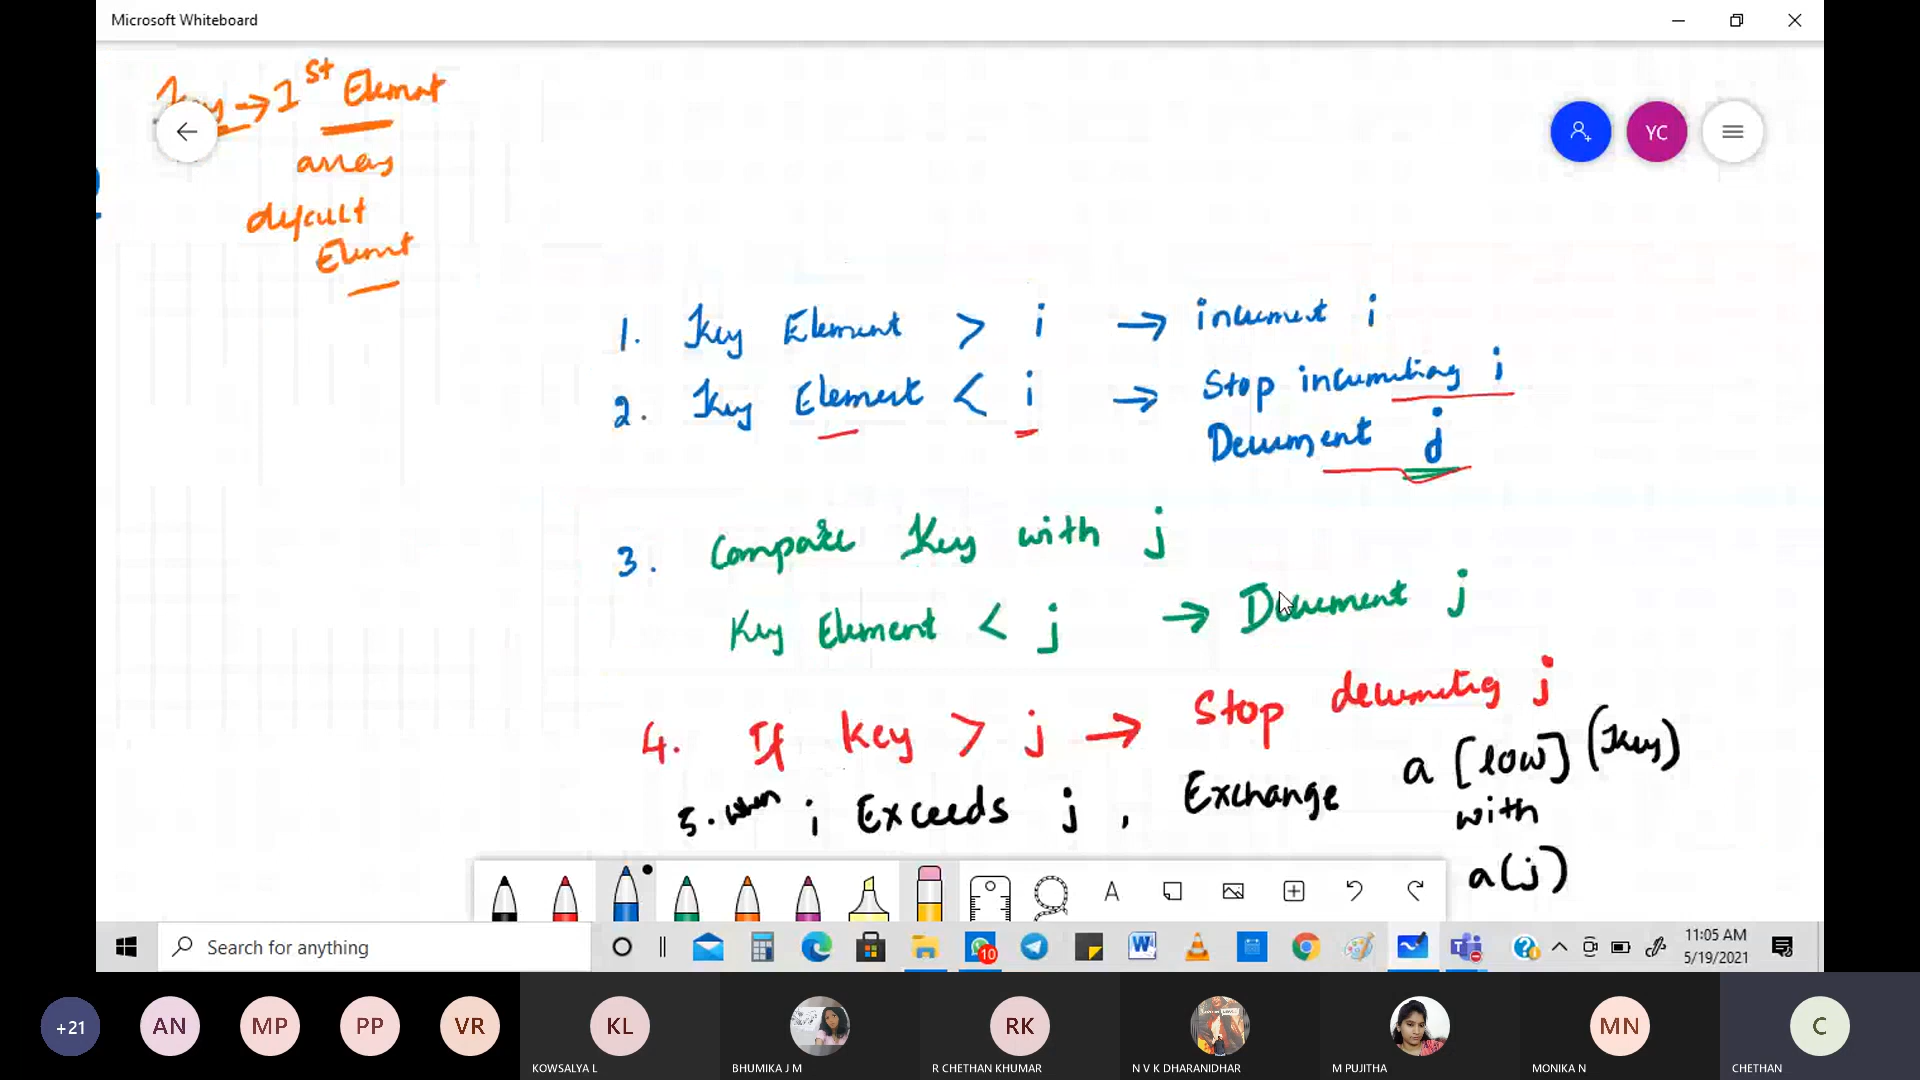 Microsoft Whiteboard
Key → 1st Element
array
default
Element
YC
1. Key Element > i → increment i
2. Key Element < i → Stop incrementing i
Decrement j
3. Compare Key with j
Key Element < j → Decrement j
4. If key > j → Stop decrementing j
5. when i Exceeds j , Exchange a [low] (Key)
with
a(j)
A
Search for anything
10
11:05 AM
5/19/2021
+21
AN
MP
PP
VR
KL
RK
MN
C
KOWSALYA L
BHUMIKA J M
R CHETHAN KHUMAR
N V K DHARANIDHAR
M PUJITHA
MONIKA N
CHETHAN